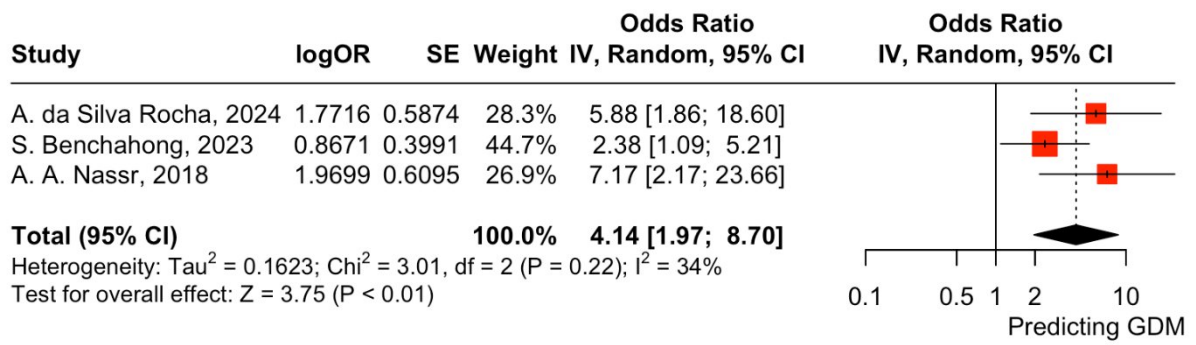 Odds Ratio Odds Ratio
Study logOR SE Weight IV, Random, 95% CI IV, Random, 95% CI
A. da Silva Rocha, 2024 1.7716 0.5874 28.3% 5.88 [1.86; 18.60]
S. Benchahong, 2023 0.8671 0.3991 44.7% 2.38 [1.09; 5.21]
A. A. Nassr, 2018 1.9699 0.6095 26.9% 7.17 [2.17; 23.66]
Total (95% CI) 100.0% 4.14 [1.97; 8.70]
Heterogeneity: Tau² = 0.1623; Chi² = 3.01, df = 2 (P = 0.22); I² = 34%
Test for overall effect: Z = 3.75 (P < 0.01)
0.1 0.5 1 2 10
Predicting GDM